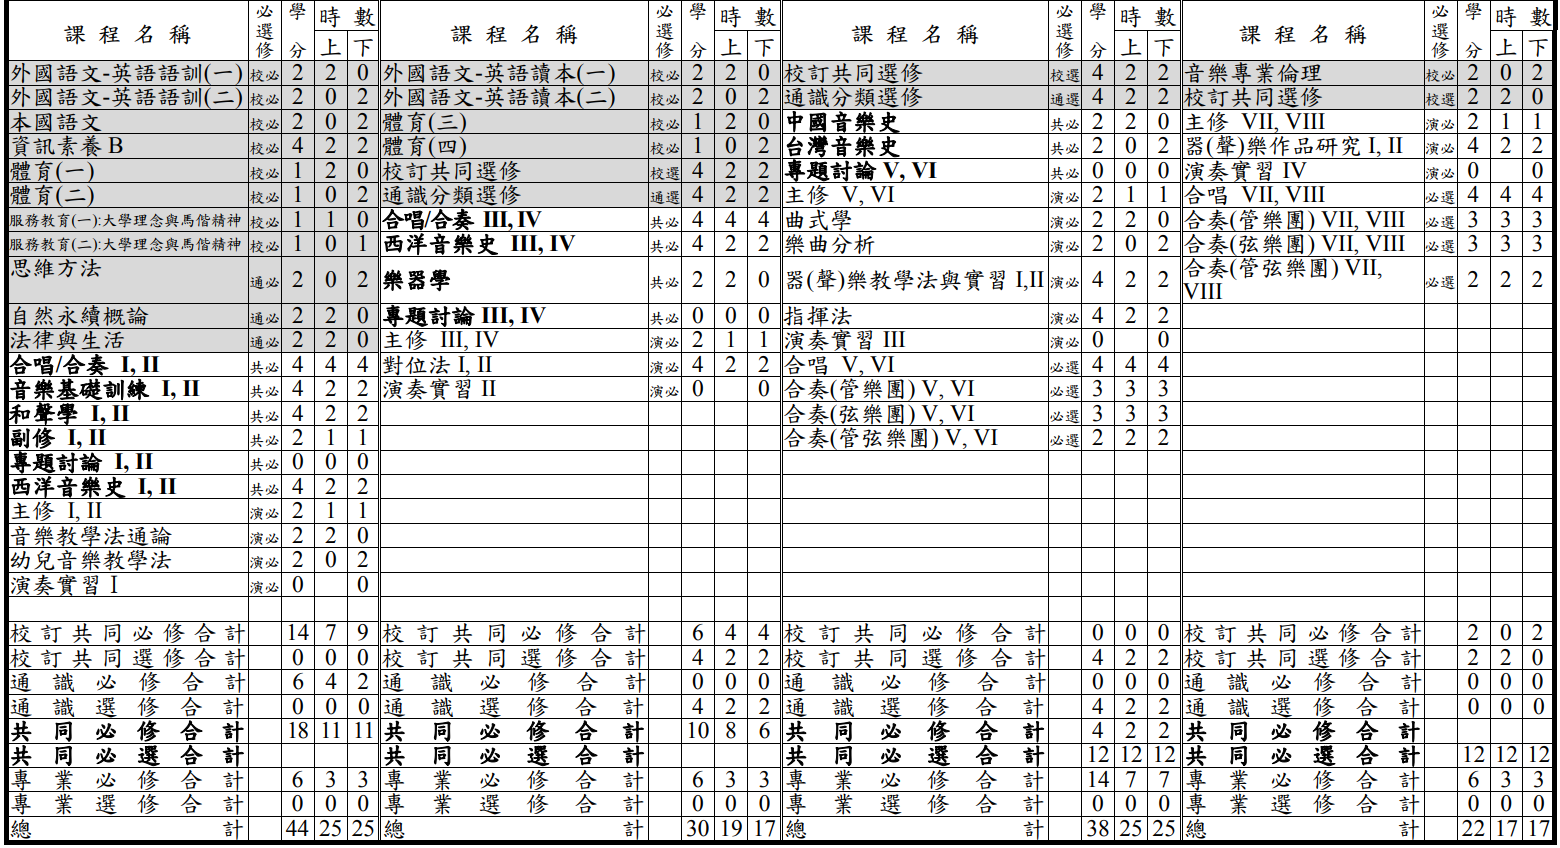 課程名稱 必選修 學分 時數 上 下 課程名稱 必選修 學分 時數 上 下 課程名稱 必選修 學分 時數 上 下 課程名稱 必選修 學分 時數 上 下
外國語文-英語語訓(一) 校必 2 2 0 外國語文-英語讀本(一) 校必 2 2 0 校訂共同選修 校選 4 2 2 音樂專業倫理 校必 2 0 2
外國語文-英語語訓(二) 校必 2 0 2 外國語文-英語讀本(二) 校必 2 0 2 通識分類選修 通選 4 2 2 校訂共同選修 校選 2 2 0
本國語文 校必 2 0 2 體育(三) 校必 1 2 0 中國音樂史 共必 2 2 0 主修 VII, VIII 演必 2 1 1
資訊素養 B 校必 4 2 2 體育(四) 校必 1 0 2 台灣音樂史 共必 2 0 2 器(聲)樂作品研究 I, II 演必 4 2 2
體育(一) 校必 1 2 0 校訂共同選修 校選 4 2 2 專題討論 V, VI 共必 0 0 0 演奏實習 IV 演必 0 0
體育(二) 校必 1 0 2 通識分類選修 通選 4 2 2 主修 V, VI 演必 2 1 1 合唱 VII, VIII 必選 4 4 4
服務教育(一):大學理念與馬偕精神 校必 1 1 0 合唱/合奏 III, IV 共必 4 4 4 曲式學 演必 2 2 0 合奏(管樂團) VII, VIII 必選 3 3 3
服務教育(二):大學理念與馬偕精神 校必 1 0 1 西洋音樂史 III, IV 共必 4 2 2 樂曲分析 演必 2 0 2 合奏(弦樂團) VII, VIII 必選 3 3 3
思維方法 通必 2 0 2 樂器學 共必 2 2 0 器(聲)樂教學法與實習 I,II 演必 4 2 2 合奏(管弦樂團) VII, VIII 必選 2 2 2
自然永續概論 通必 2 2 0 專題討論 III, IV 共必 0 0 0 指揮法 演必 4 2 2
法律與生活 通必 2 2 0 主修 III, IV 演必 2 1 1 演奏實習 III 演必 0 0
合唱/合奏 I, II 共必 4 4 4 對位法 I, II 演必 4 2 2 合唱 V, VI 必選 4 4 4
音樂基礎訓練 I, II 共必 4 2 2 演奏實習 II 演必 0 0 合奏(管樂團) V, VI 必選 3 3 3
和聲學 I, II 共必 4 2 2 合奏(弦樂團) V, VI 必選 3 3 3
副修 I, II 共必 2 1 1 合奏(管弦樂團) V, VI 必選 2 2 2
專題討論 I, II 共必 0 0 0
西洋音樂史 I, II 共必 4 2 2
主修 I, II 演必 2 1 1
音樂教學法通論 演必 2 2 0
幼兒音樂教學法 演必 2 0 2
演奏實習 I 演必 0 0
校訂共同必修合計 14 7 9 校訂共同必修合計 6 4 4 校訂共同必修合計 0 0 0 校訂共同必修合計 2 0 2
校訂共同選修合計 0 0 0 校訂共同選修合計 4 2 2 校訂共同選修合計 4 2 2 校訂共同選修合計 2 2 0
通識必修合計 6 4 2 通識必修合計 0 0 0 通識必修合計 0 0 0 通識必修合計 0 0 0
通識選修合計 0 0 0 通識選修合計 4 2 2 通識選修合計 4 2 2 通識選修合計 0 0 0
共同必修合計 18 11 11 共同必修合計 10 8 6 共同必修合計 4 2 2 共同必修合計
共同必選合計 共同必選合計 共同必選合計 12 12 12 共同必選合計 12 12 12
專業必修合計 6 3 3 專業必修合計 6 3 3 專業必修合計 14 7 7 專業必修合計 6 3 3
專業選修合計 0 0 0 專業選修合計 0 0 0 專業選修合計 0 0 0 專業選修合計 0 0 0
總計 44 25 25 總計 30 19 17 總計 38 25 25 總計 22 17 17